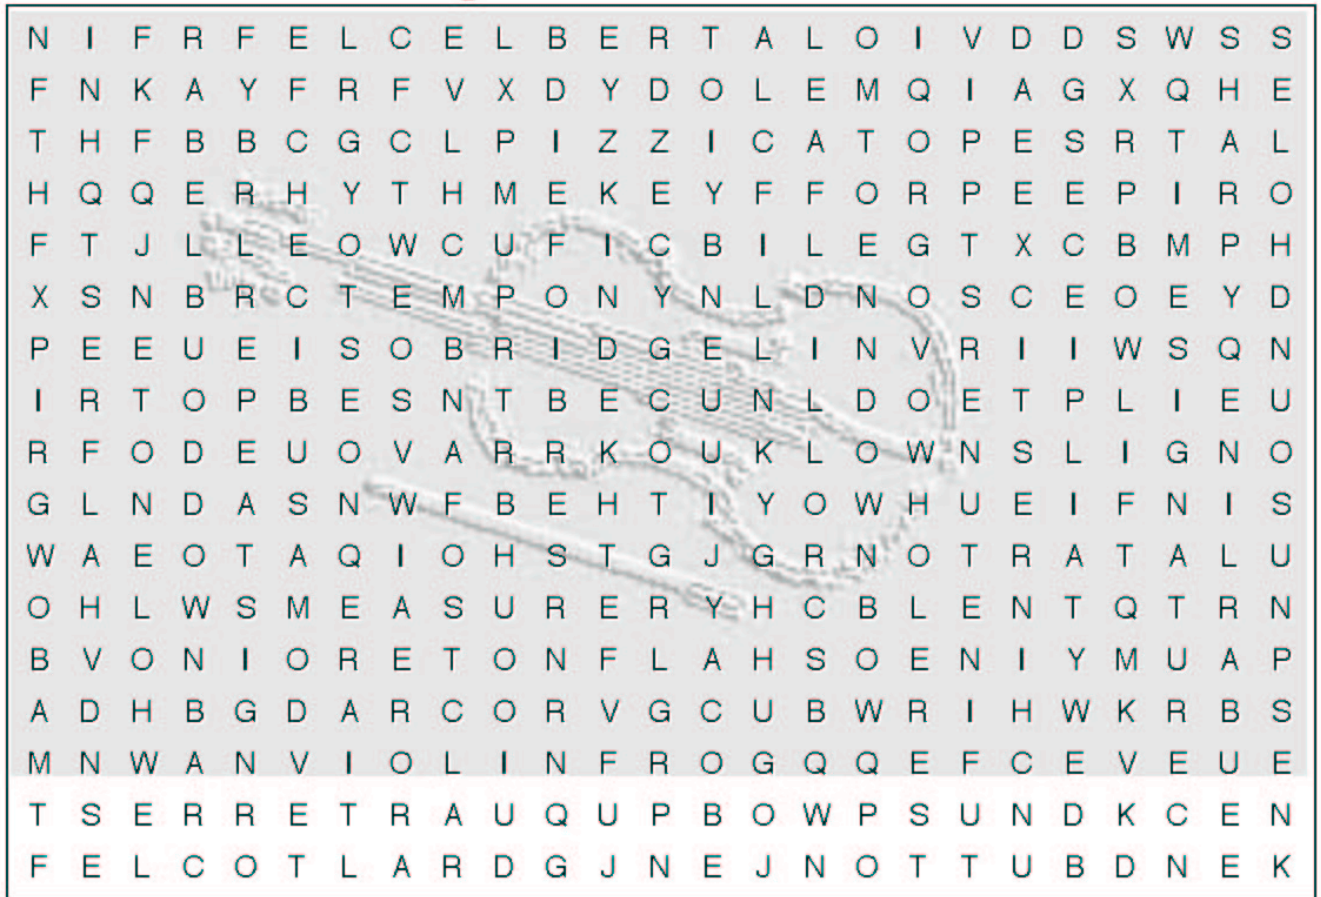 N I F R F E L C E L B E R T A L O I V D D S W S S
F N K A Y F R F V X D Y D O L E M Q I A G X Q H E
T H F B B C G C L P I Z Z I C A T O P E S R T A L
H Q Q E R H Y T H M E K E Y F F O R P E E P I R O
F T J L L E O W C U F I C B I L E G T X C B M P H
X S N B R C T E M P O N Y N L D N O S C E O E Y D
P E E U E I S O B R I D G E L I N V R I I W S Q N
I R T O P B E S N T B E C U N L D O E T P L I E U
R F O D E U O V A R R K O U K L O W N S L I G N O
G L N D A S N W F B E H T I Y O W H U E I F N I S
W A E O T A Q I O H S T G J G R N O T R A T A L U
O H L W S M E A S U R E R Y H C B L E N T Q T R N
B V O N I O R E T O N F L A H S O E N I Y M U A P
A D H B G D A R C O R V G C U B W R I H W K R B S
M N W A N V I O L I N F R O G Q Q E F C E V E U E
T S E R R E T R A U Q U P B O W P S U N D K C E N
F E L C O T L A R D G J N E J N O T T U B D N E K